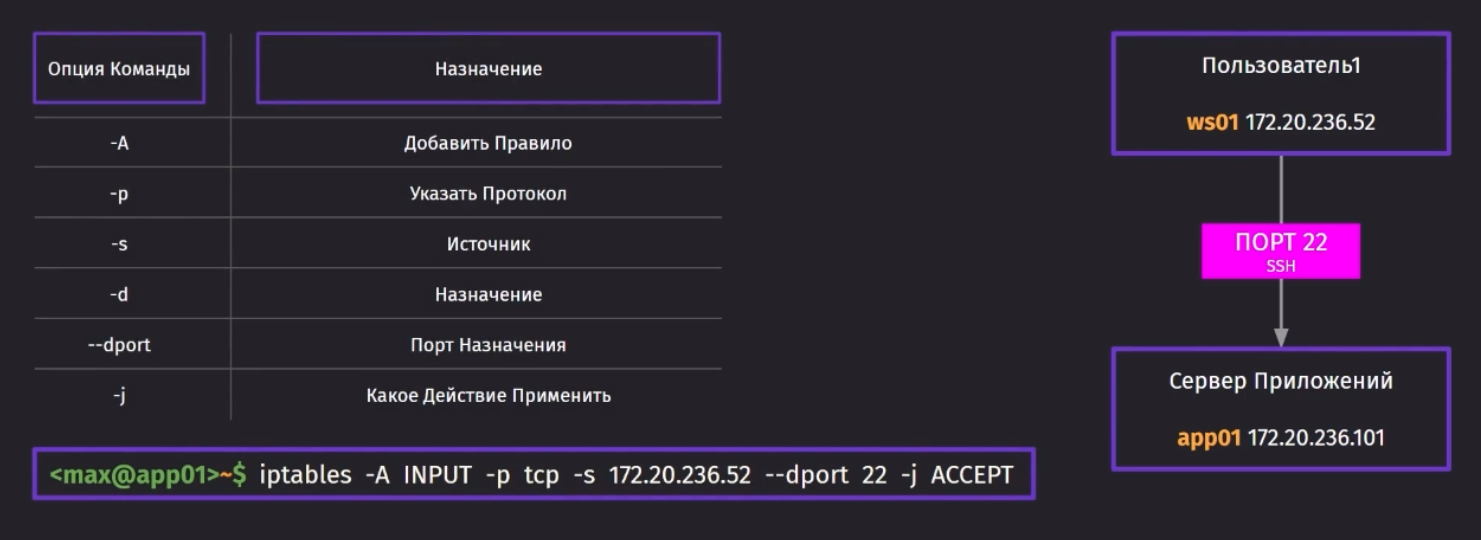 Опция Команды Назначение
-A Добавить Правило
-p Указать Протокол
-s Источник
-d Назначение
--dport Порт Назначения
-j Какое Действие Применить
<max@app01>~$ iptables -A INPUT -p tcp -s 172.20.236.52 --dport 22 -j ACCEPT
Пользователь1
ws01 172.20.236.52
ПОРТ 22
SSH
Сервер Приложений
app01 172.20.236.101